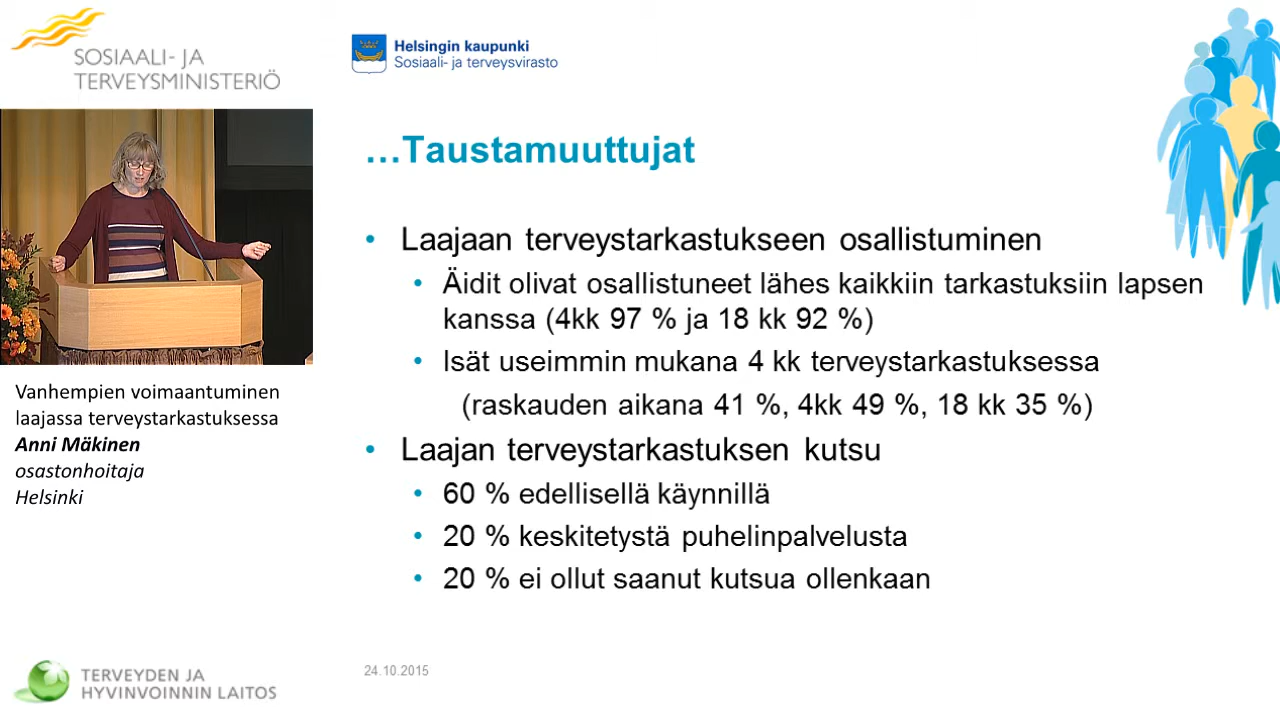 SOSIAALI- JA
TERVEYSMINISTERIÖ
Helsingin kaupunki
Sosiaali- ja terveysvirasto
...Taustamuuttujat
• Laajaan terveystarkastukseen osallistuminen
• Äidit olivat osallistuneet lähes kaikkiin tarkastuksiin lapsen
kanssa (4kk 97 % ja 18 kk 92 %)
• Isät useimmin mukana 4 kk terveystarkastuksessa
(raskauden aikana 41 %, 4kk 49 %, 18 kk 35 %)
• Laajan terveystarkastuksen kutsu
• 60 % edellisellä käynnillä
• 20 % keskitetystä puhelinpalvelusta
• 20 % ei ollut saanut kutsua ollenkaan
Vanhempien voimaantuminen
laajassa terveystarkastuksessa
Anni Mäkinen
osastonhoitaja
Helsinki
TERVEYDEN JA
HYVINVOINNIN LAITOS
24.10.2015